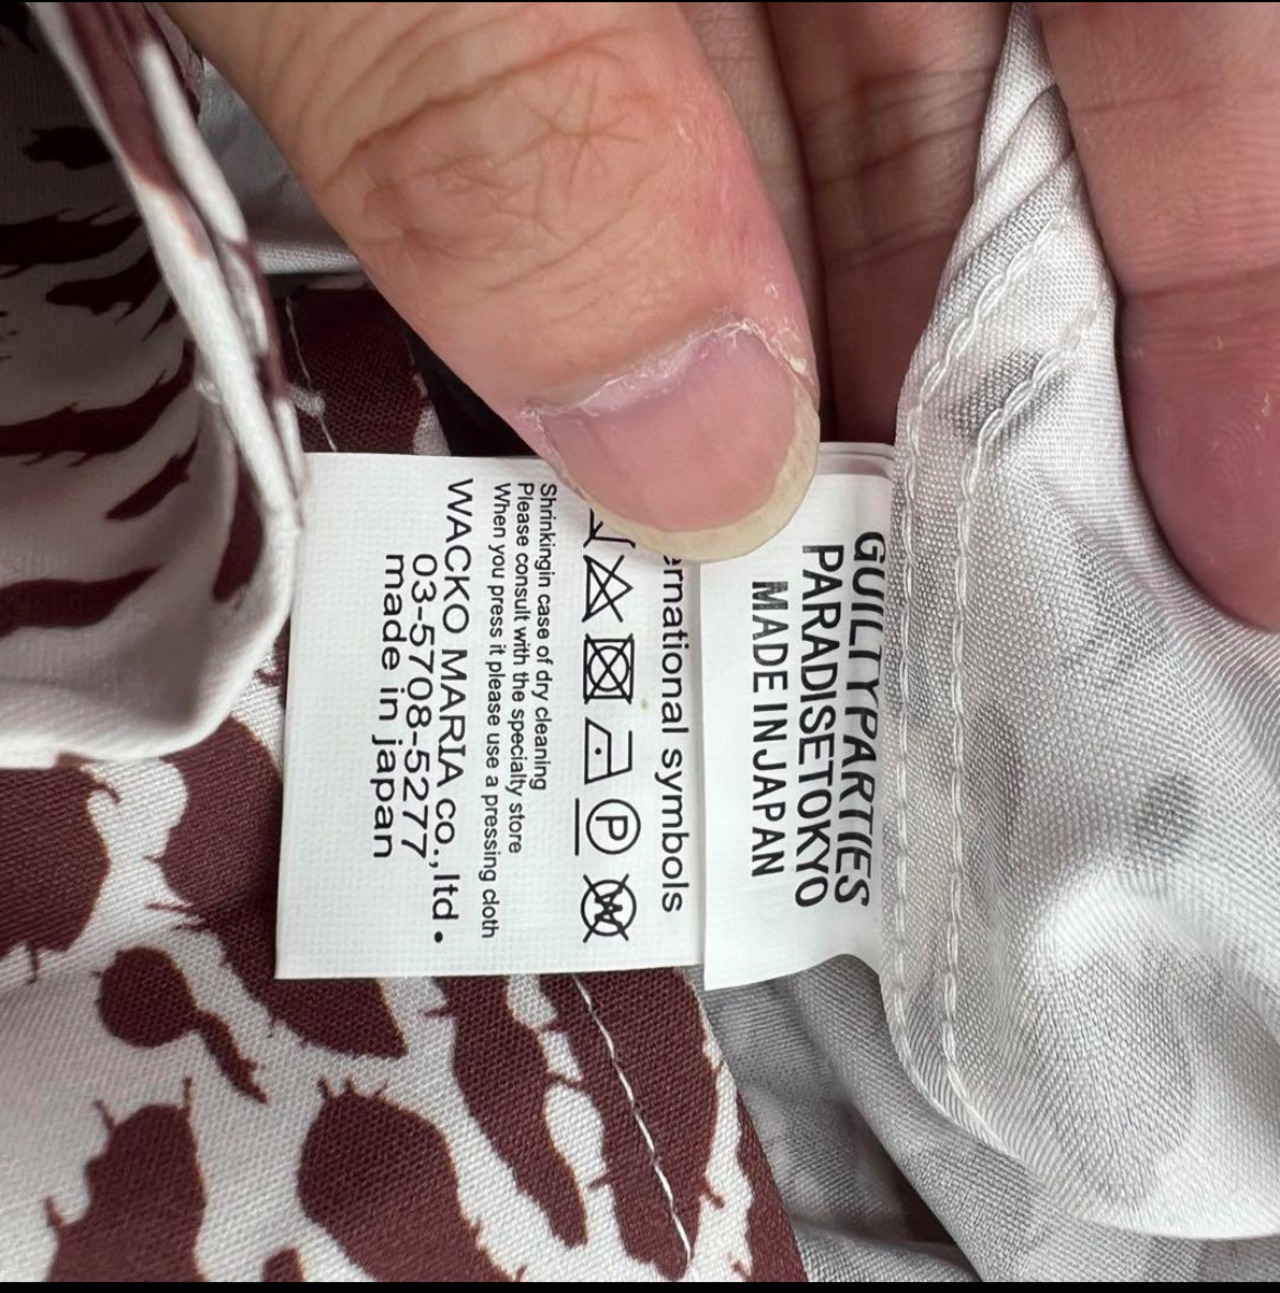 GUILTYPARTIES
PARADISETOKYO
MADE IN JAPAN
ernational symbols
P
W
Shrinkingin case of dry cleaning
Please consult with the specialty store
When you press it please use a pressing cloth
WACKO MARIA co.,ltd.
03-5708-5277
made in japan